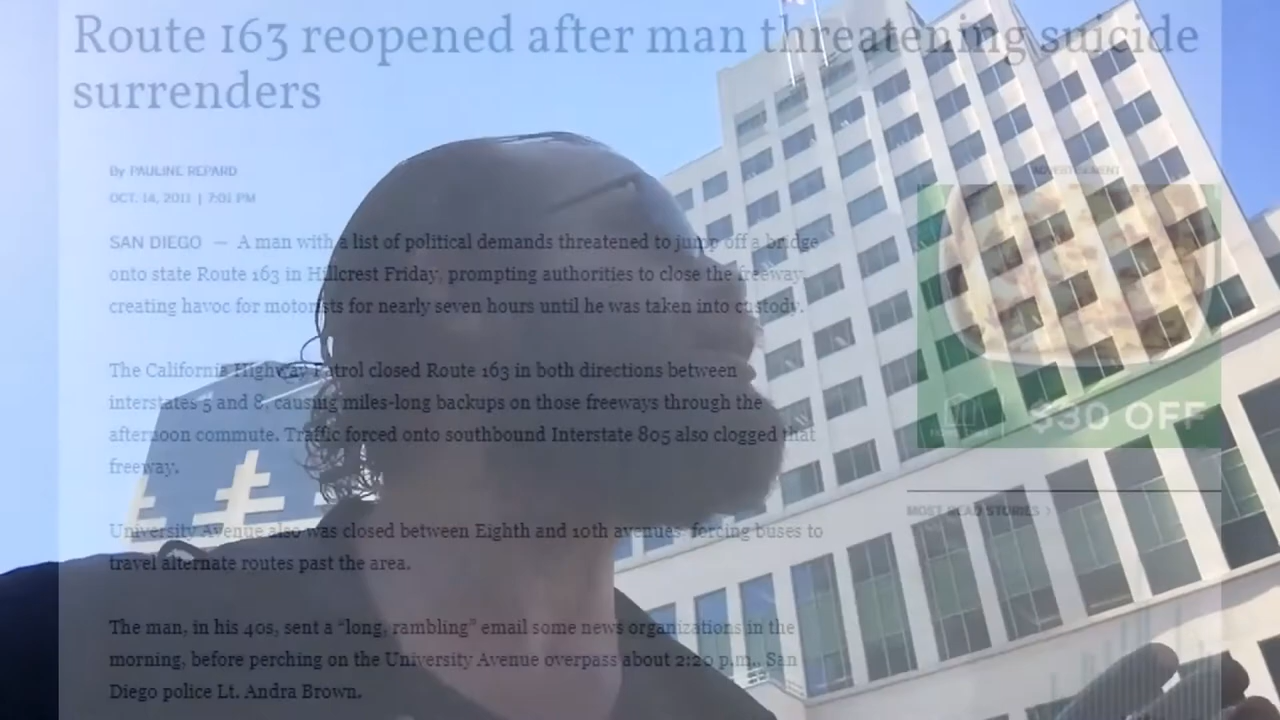 Route 163 reopened after man threatening suicide
surrenders
By PAULINE REPARD
OCT. 14, 2011 | 7:01 PM
ADVERTISEMENT
SAN DIEGO — A man with a list of political demands threatened to jump off a bridge
onto state Route 163 in Hillcrest Friday, prompting authorities to close the freeway,
creating havoc for motorists for nearly seven hours until he was taken into custody.
The California Highway Patrol closed Route 163 in both directions between
interstates 5 and 8, causing miles-long backups on those freeways through the
afternoon commute. Traffic forced onto southbound Interstate 805 also clogged that
freeway.
$30 OFF
MOST READ STORIES >
University Avenue also was closed between Eighth and 10th avenues, forcing buses to
travel alternate routes past the area.
The man, in his 40s, sent a “long, rambling” email some news organizations in the
morning, before perching on the University Avenue overpass about 2:20 p.m., San
Diego police Lt. Andra Brown.